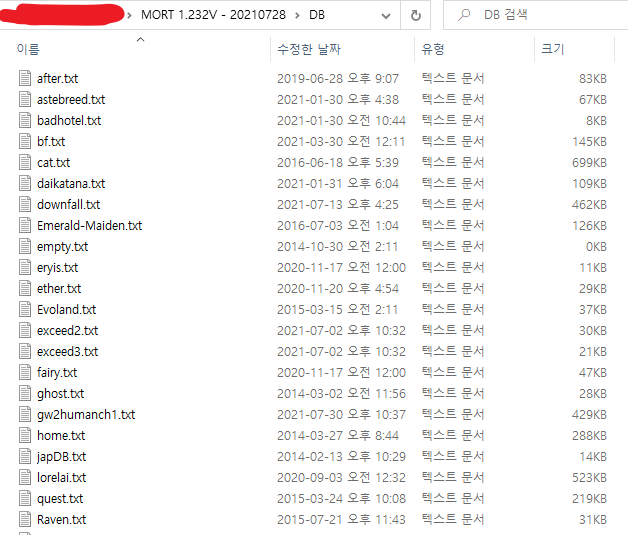 MORT 1.232V - 20210728 > DB
DB 검색
이름 수정한 날짜 유형 크기
after.txt 2019-06-28 오후 9:07 텍스트 문서 83KB
astebreed.txt 2021-01-30 오후 4:38 텍스트 문서 67KB
badhotel.txt 2021-01-30 오전 10:44 텍스트 문서 8KB
bf.txt 2021-03-30 오전 12:11 텍스트 문서 145KB
cat.txt 2016-06-18 오후 5:39 텍스트 문서 699KB
daikatana.txt 2021-01-31 오후 6:04 텍스트 문서 109KB
downfall.txt 2021-07-13 오후 4:25 텍스트 문서 462KB
Emerald-Maiden.txt 2016-07-03 오전 1:04 텍스트 문서 126KB
empty.txt 2014-10-30 오전 2:11 텍스트 문서 0KB
eryis.txt 2020-11-17 오전 12:00 텍스트 문서 11KB
ether.txt 2020-11-20 오후 4:54 텍스트 문서 29KB
Evoland.txt 2015-03-15 오전 2:11 텍스트 문서 37KB
exceed2.txt 2021-07-02 오후 10:32 텍스트 문서 30KB
exceed3.txt 2021-07-02 오후 10:32 텍스트 문서 21KB
fairy.txt 2020-11-17 오전 12:00 텍스트 문서 47KB
ghost.txt 2014-03-02 오전 11:56 텍스트 문서 28KB
gw2humanch1.txt 2021-07-30 오후 10:37 텍스트 문서 429KB
home.txt 2014-03-27 오후 8:44 텍스트 문서 288KB
japDB.txt 2014-02-13 오후 10:29 텍스트 문서 14KB
lorelai.txt 2020-09-03 오전 12:32 텍스트 문서 523KB
quest.txt 2015-03-24 오후 10:08 텍스트 문서 219KB
Raven.txt 2015-07-21 오후 11:43 텍스트 문서 31KB